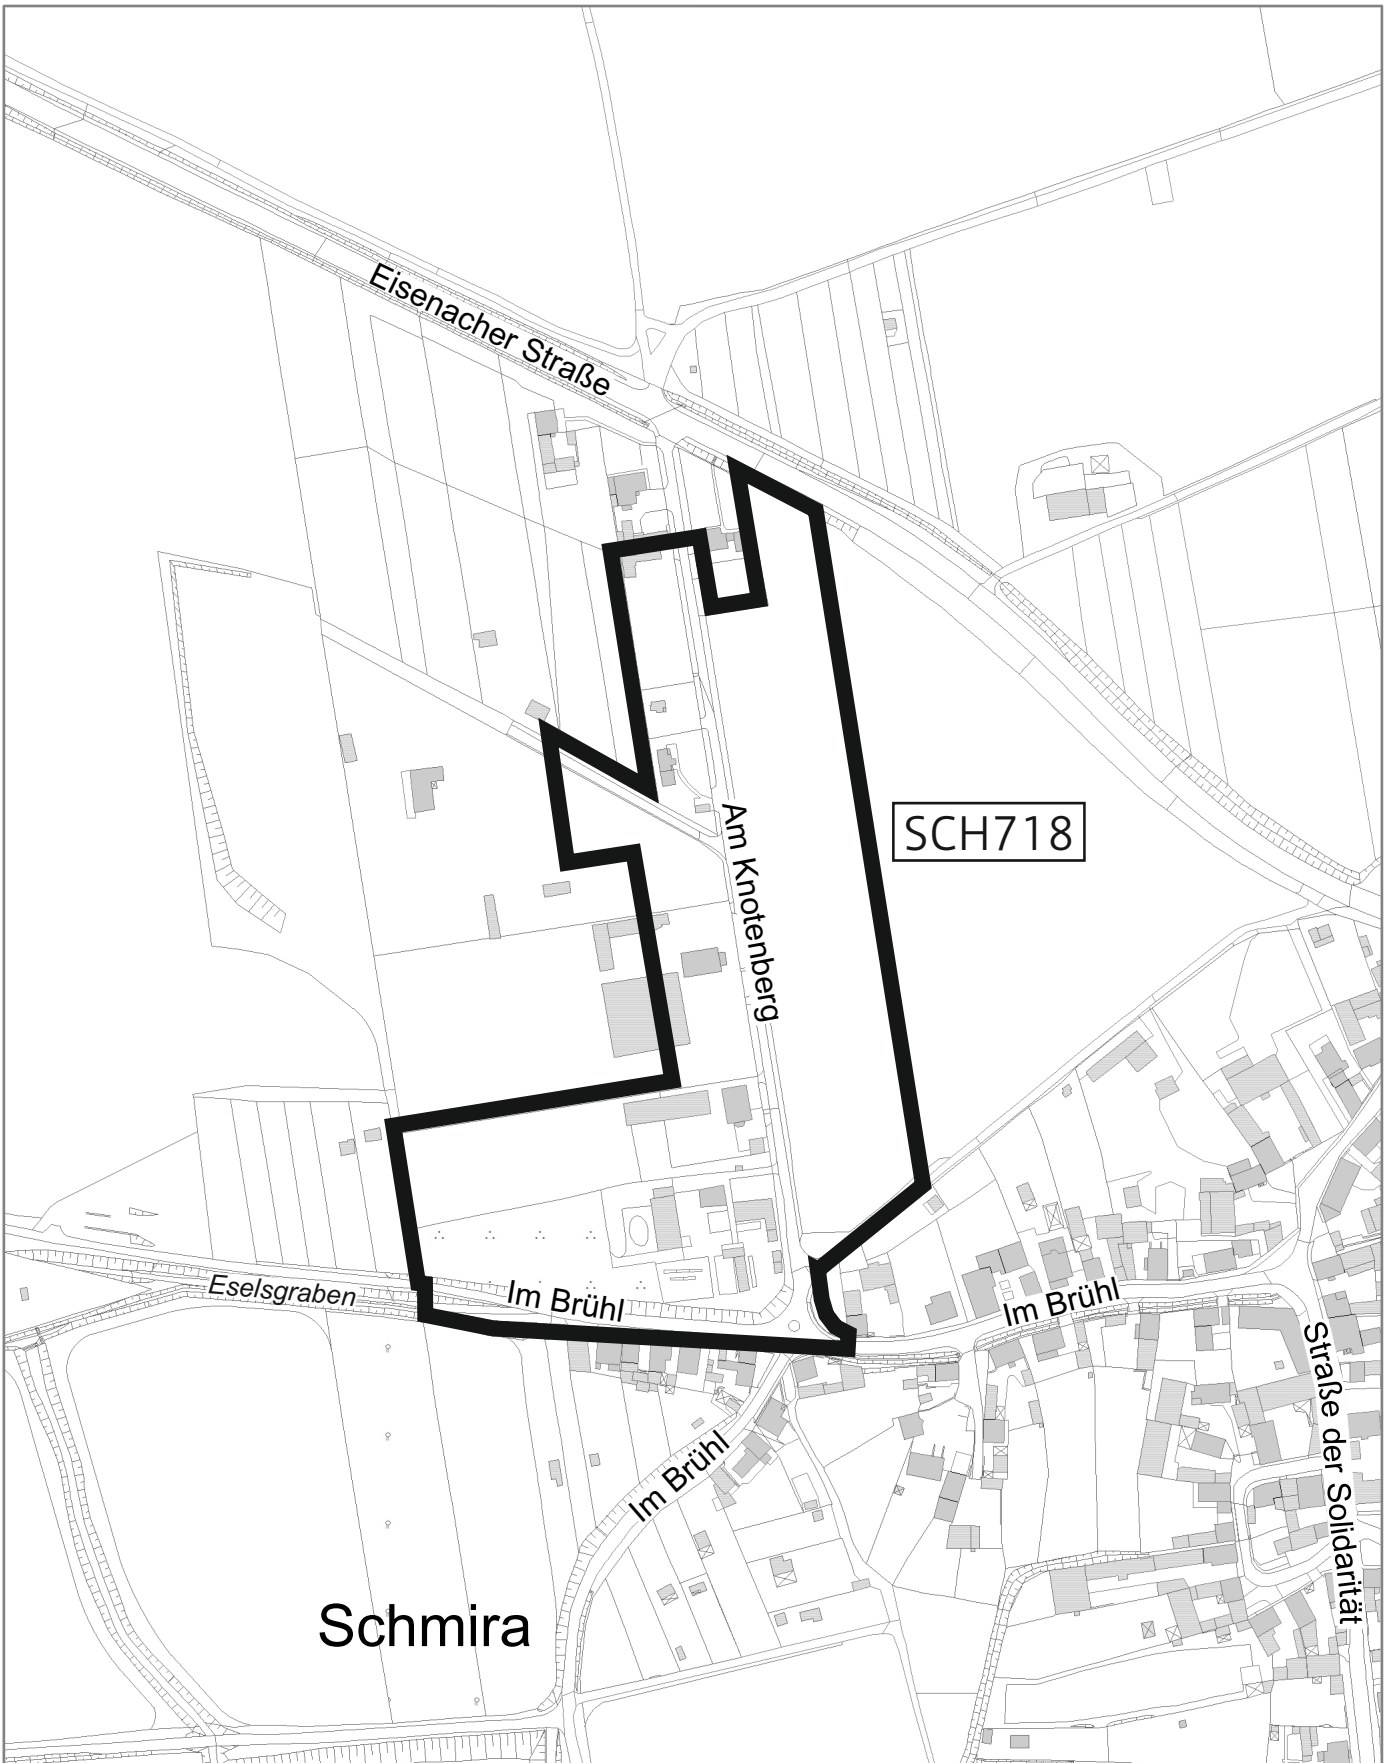 Eisenacher Straße
SCH718
Am Knotenberg
Eselsgraben
Im Brühl
Im Brühl
Straße der Solidarität
Im Brühl
Schmira